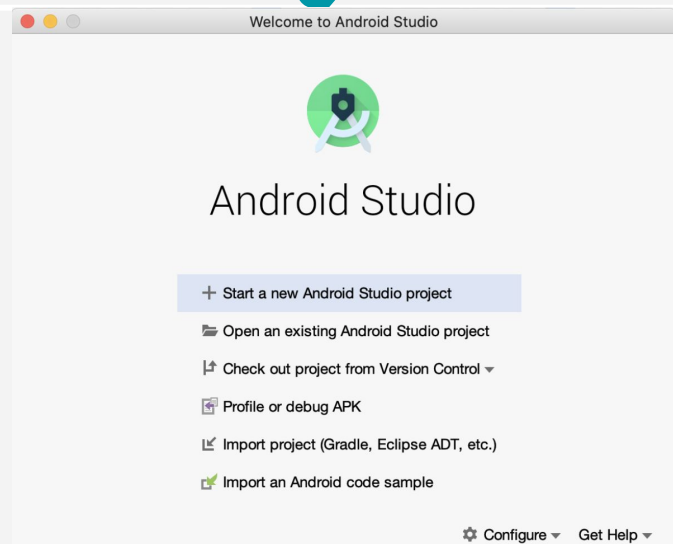 Welcome to Android Studio
Android Studio
Start a new Android Studio project
Open an existing Android Studio project
Check out project from Version Control
Profile or debug APK
Import project (Gradle, Eclipse ADT, etc.)
Import an Android code sample
Configure Get Help